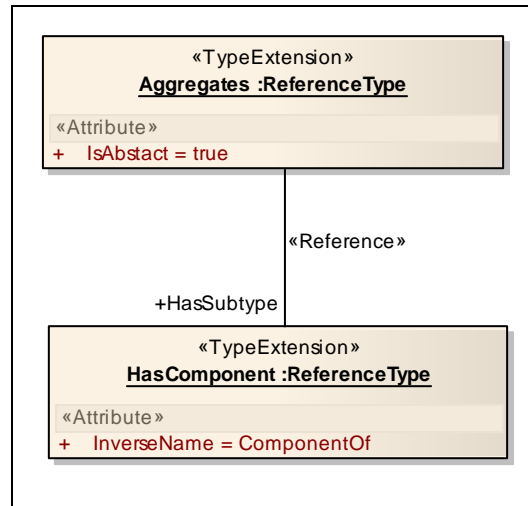 «TypeExtension»
Aggregates :ReferenceType
«Attribute»
+ IsAbstact = true
«Reference»
+HasSubtype
«TypeExtension»
HasComponent :ReferenceType
«Attribute»
+ InverseName = ComponentOf